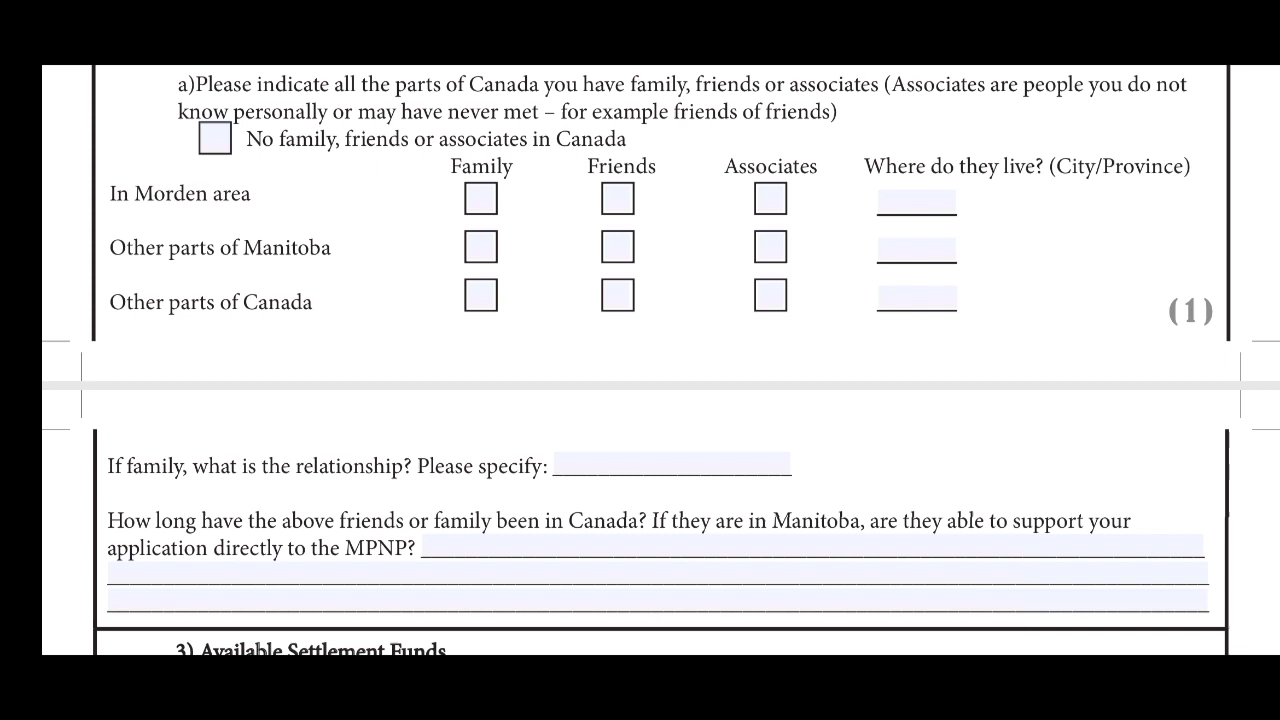 a)Please indicate all the parts of Canada you have family, friends or associates (Associates are people you do not
know personally or may have never met – for example friends of friends)
No family, friends or associates in Canada
Family Friends Associates Where do they live? (City/Province)
In Morden area
Other parts of Manitoba
Other parts of Canada
(1)
If family, what is the relationship? Please specify:
How long have the above friends or family been in Canada? If they are in Manitoba, are they able to support your
application directly to the MPNP?
3) Available Settlement Funds